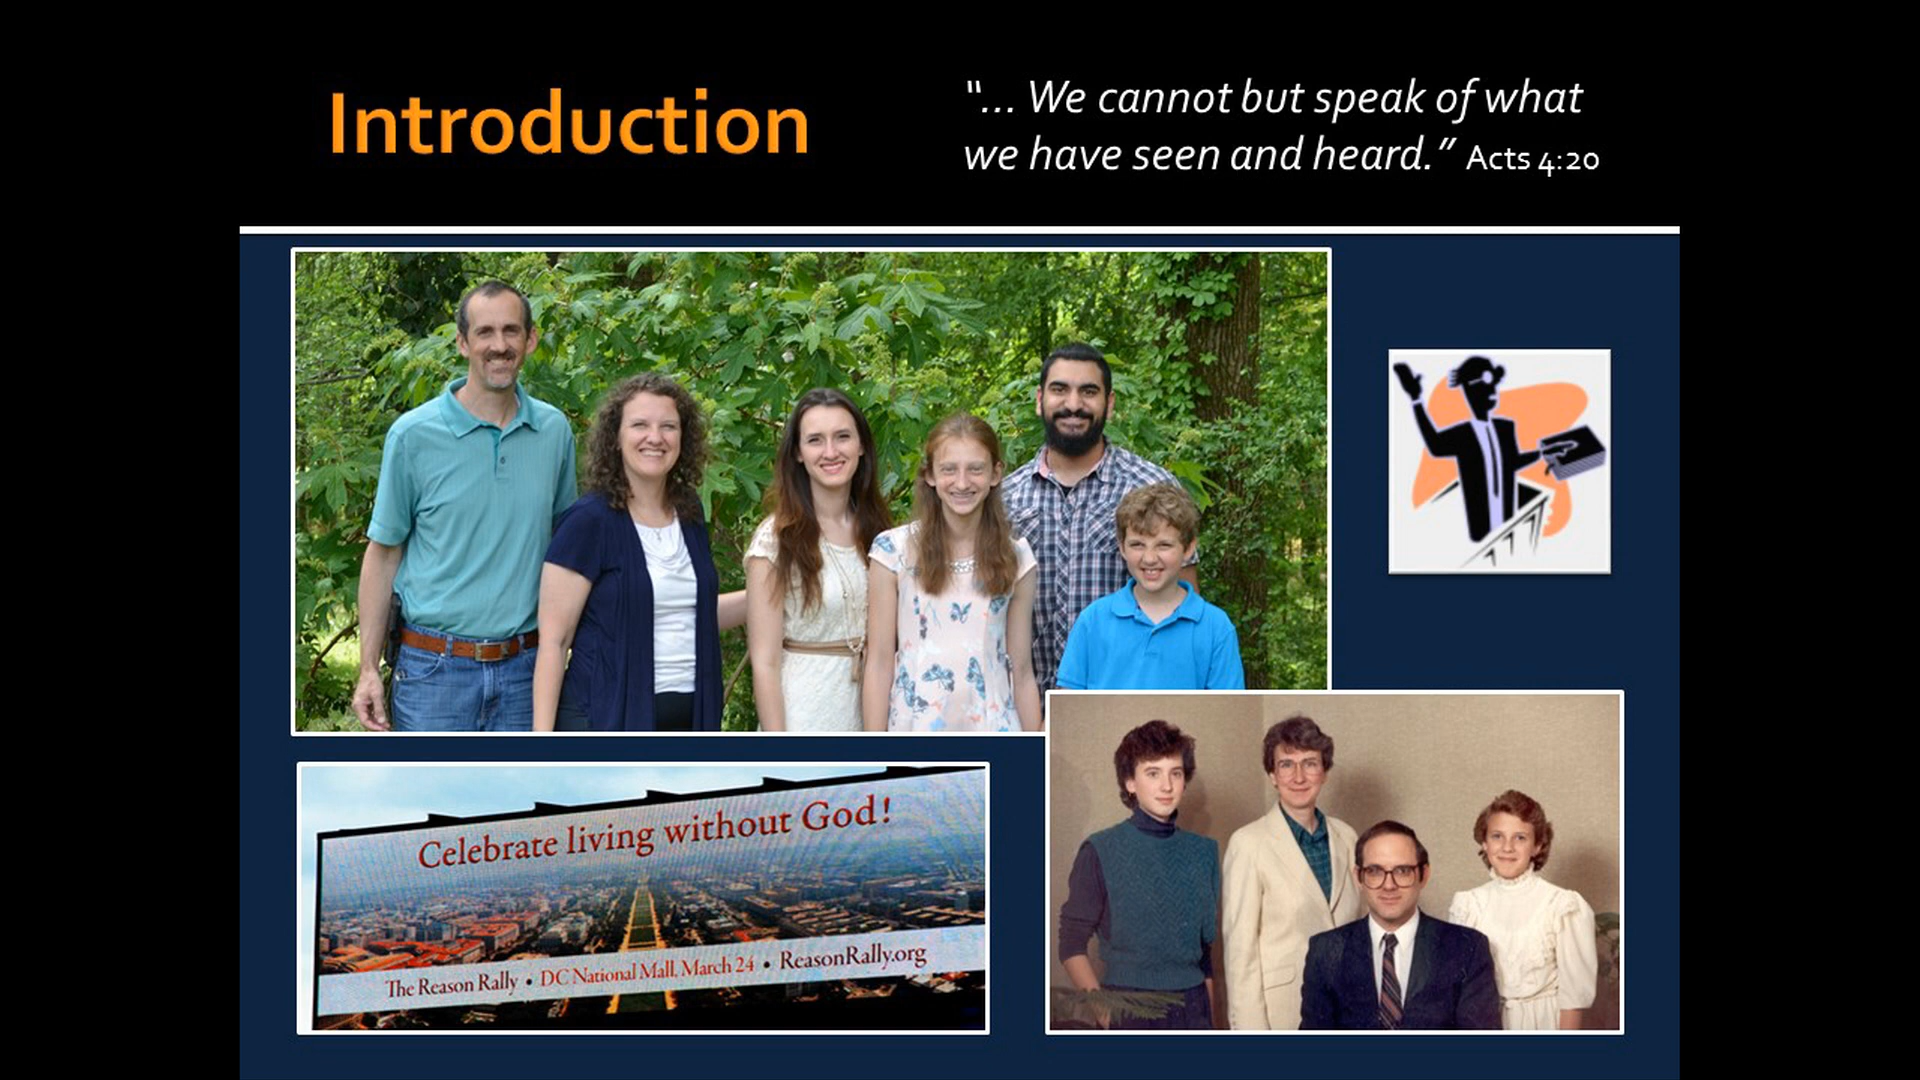 Introduction
“... We cannot but speak of what
we have seen and heard.” Acts 4:20
Celebrate living without God!
The Reason Rally • DC National Mall, March 24 • ReasonRally.org